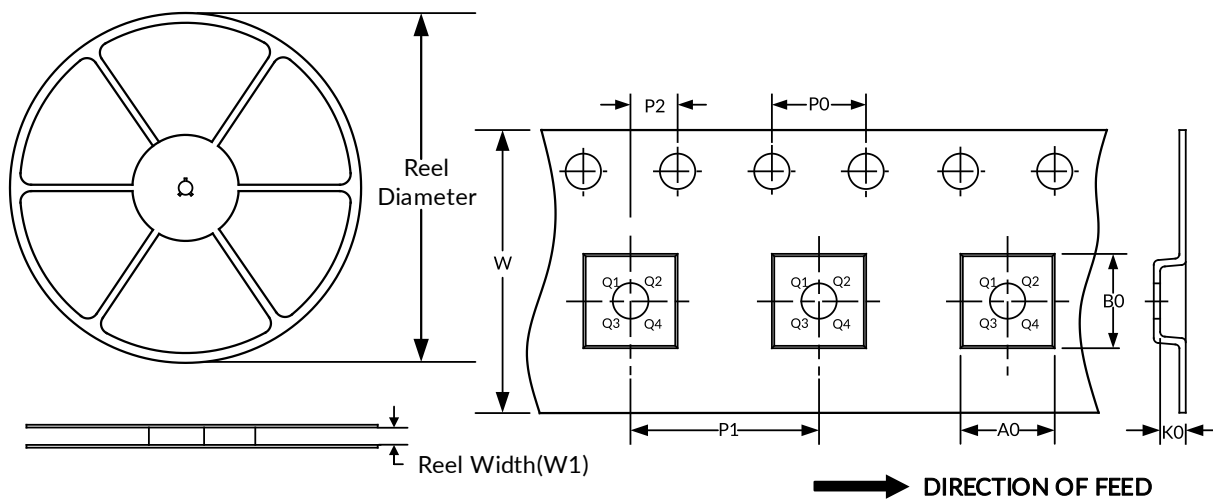 Reel
Diameter
Reel Width(W1)
P2
P0
W
Q1 Q2
Q3 Q4
Q1 Q2
Q3 Q4
Q1 Q2
Q3 Q4
B0
P1
A0
K0
DIRECTION OF FEED